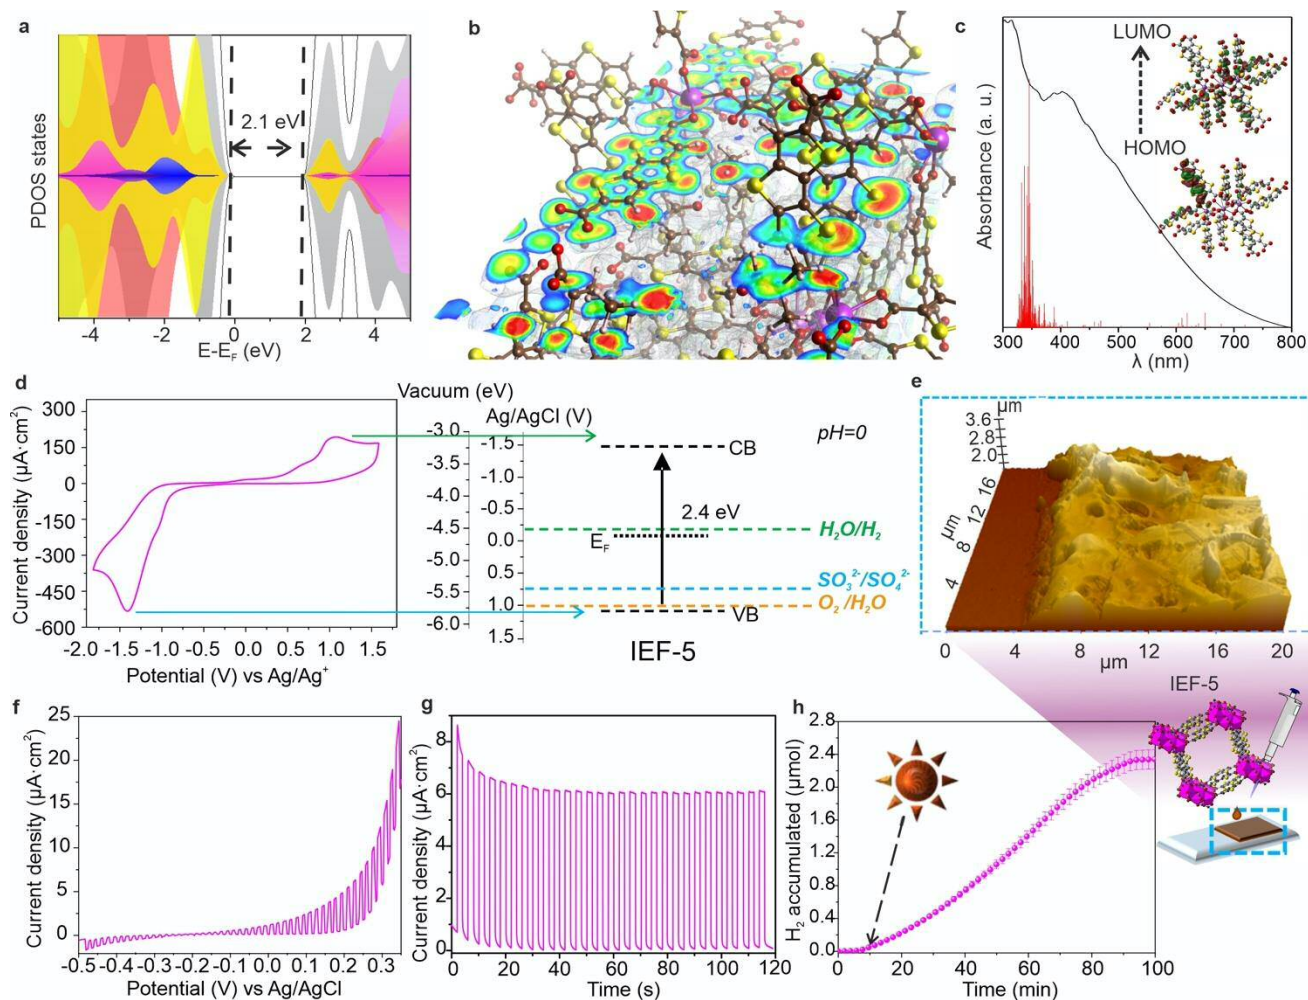 a
PDOS states
2.1 eV
-4
-2
0
2
4
E-E_F (eV)
b
c
Absorbance (a. u.)
LUMO
HOMO
300
400
500
600
700
800
λ (nm)
d
Current density (µA·cm²)
300
150
0
-150
-300
-450
-600
-2.0
-1.5
-1.0
-0.5
0.0
0.5
1.0
1.5
Potential (V) vs Ag/Ag⁺
Vacuum (eV)
Ag/AgCl (V)
-3.0
-3.5
-4.0
-4.5
-5.0
-5.5
-6.0
-1.5
-1.0
-0.5
0.0
0.5
1.0
1.5
pH=0
CB
2.4 eV
H₂O/H₂
E_F
SO₃²⁻/SO₄²⁻
O₂/H₂O
VB
IEF-5
e
µm
3.6
2.8
2.0
16
12
µm
8
4
0
4
8
µm
12
16
20
IEF-5
f
Current density (µA·cm²)
25
20
15
10
5
0
-0.5
-0.4
-0.3
-0.2
-0.1
0.0
0.1
0.2
0.3
Potential (V) vs Ag/AgCl
g
Current density (µA·cm²)
8
6
4
2
0
0
20
40
60
80
100
120
Time (s)
h
H₂ accumulated (µmol)
2.8
2.4
2.0
1.6
1.2
0.8
0.4
0.0
0
20
40
60
80
100
Time (min)